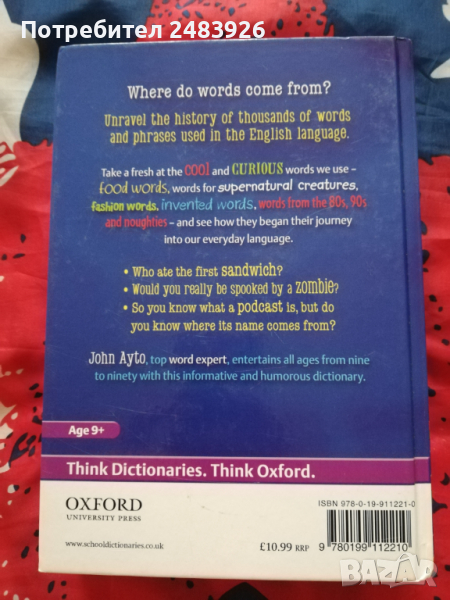 Потребител 2483926
Where do words come from?
Unravel the history of thousands of words
and phrases used in the English language.
Take a fresh at the COOl and CURIOUS words we use –
food words, words for supernatural creatures,
fashion words, invented words, words from the 80s, 90s
and noughties – and see how they began their journey
into our everyday language.
• Who ate the first sandwich?
• Would you really be spooked by a zombie?
• So you know what a podcast is, but do
you know where its name comes from?
John Ayto, top word expert, entertains all ages from nine
to ninety with this informative and humorous dictionary.
Age 9+
Think Dictionaries. Think Oxford.
OXFORD
UNIVERSITY PRESS
www.schooldictionaries.co.uk
£10.99 RRP
ISBN 978-0-19-911221-0
9 780199 112210
БАZАР